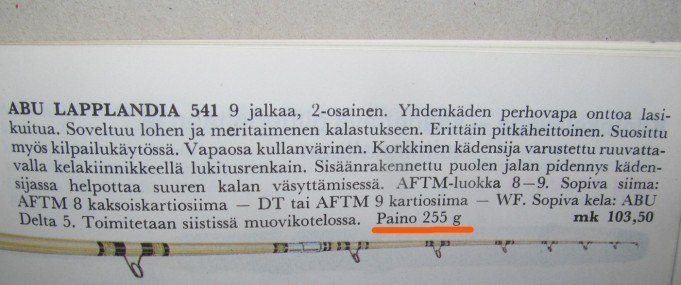 ABU LAPPLANDIA 541 9 jalkaa, 2-osainen. Yhdenkäden perhovapa onttoa lasi-
kuitua. Soveltuu lohen ja meritaimenen kalastukseen. Erittäin pitkäheittoinen. Suosittu
myös kilpailukäytössä. Vapaosa kullanvärinen. Korkkinen kädensija varustettu ruuvatta-
valla kelakiinnikkeellä lukitusrenkain. Sisäänrakennettu puolen jalan pidennys käden-
sijassa helpottaa suuren kalan väsyttämisessä. AFTM-luokka 8—9. Sopiva siima:
AFTM 8 kaksoiskartiosiima — DT tai AFTM 9 kartiosiima — WF. Sopiva kela: ABU
Delta 5. Toimitetaan siistissä muovikotelossa. Paino 255 g mk 103,50